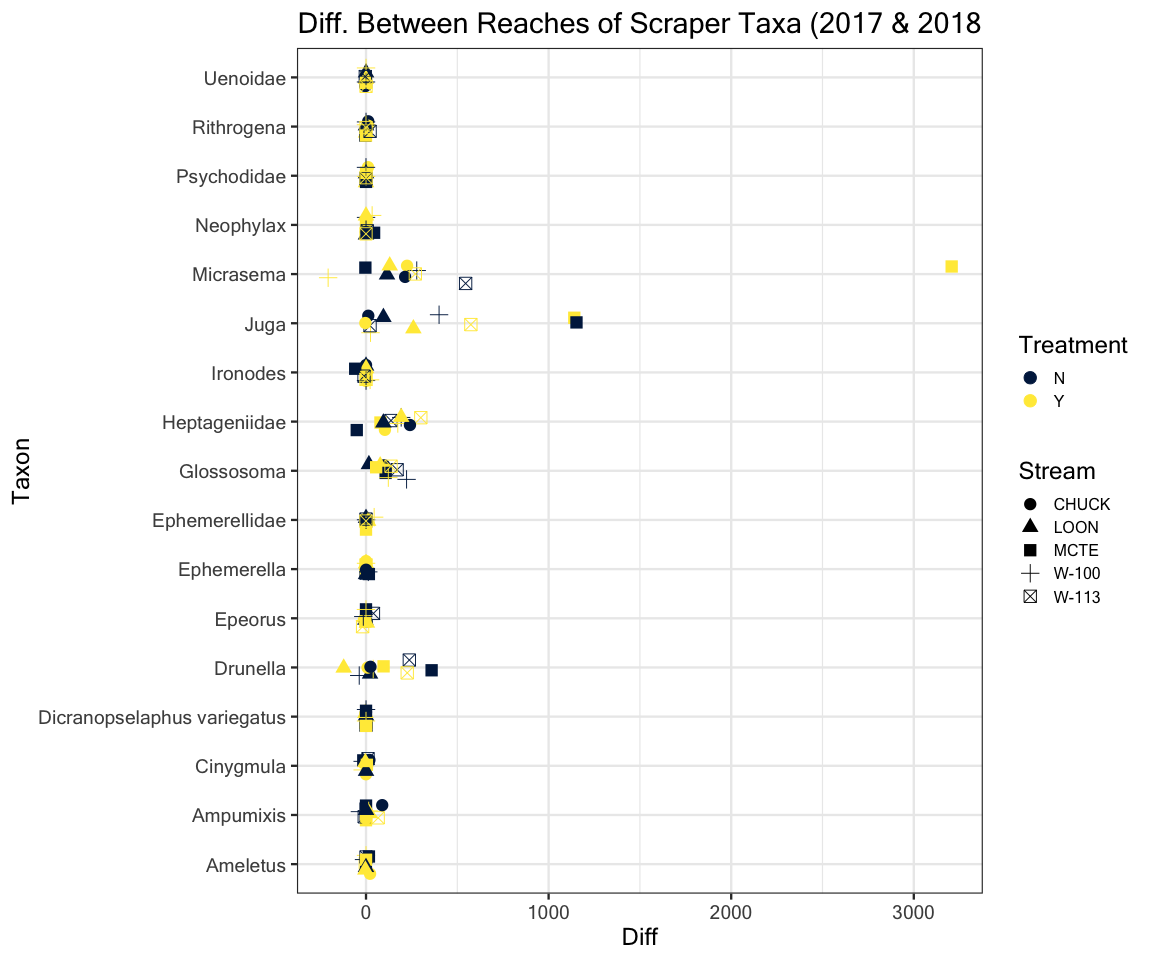 Diff. Between Reaches of Scraper Taxa (2017 & 2018
Uenoidae
Rithrogena
Psychodidae
Neophylax
Micrasema
Juga
Ironodes
Heptageniidae
Glossosoma
Ephemerellidae
Ephemerella
Epeorus
Drunella
Dicranopselaphus variegatus
Cinygmula
Ampumixis
Ameletus
Taxon
0
1000
2000
3000
Diff
Treatment
N
Y
Stream
CHUCK
LOON
MCTE
W-100
W-113